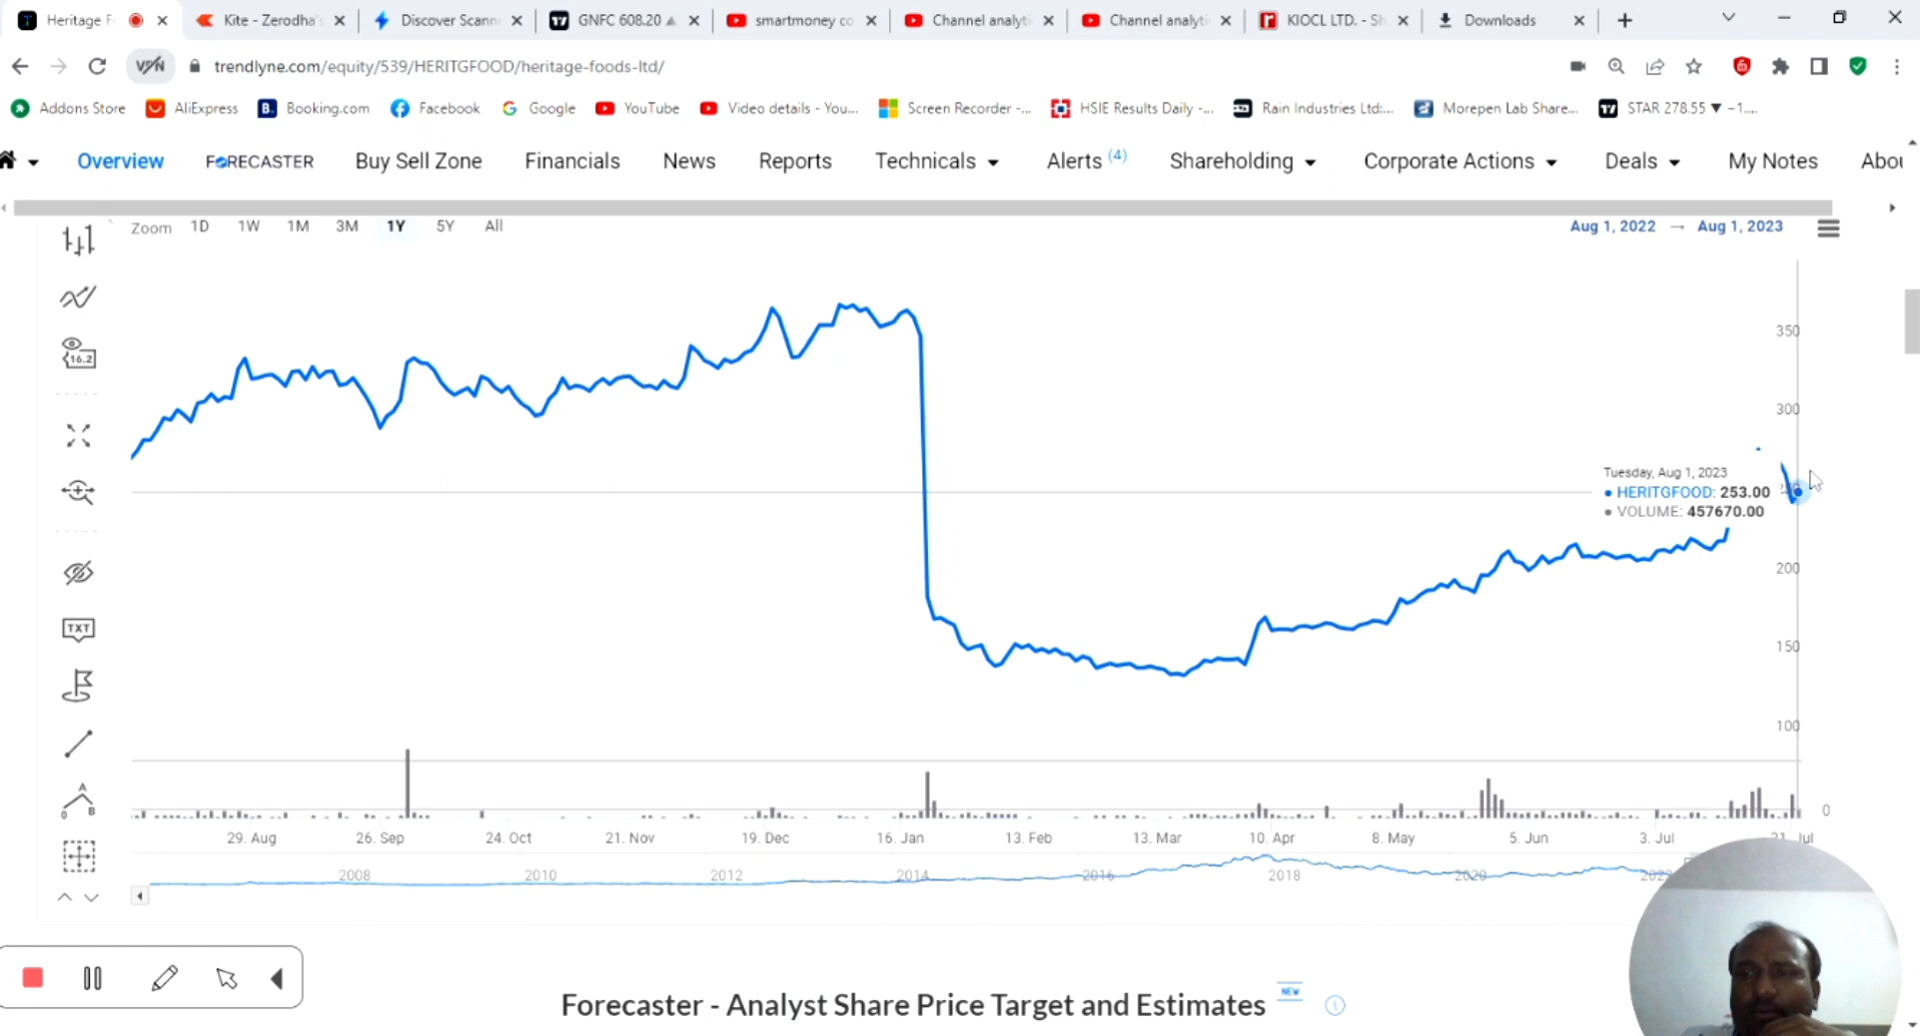 Heritage F
Kite - Zerodha's
Discover Scann
GNFC 608.20 ▲
smartmoney co
Channel analyti
Channel analyti
KIOCL LTD. - Sh
Downloads
VPN
trendlyne.com/equity/539/HERITGFOOD/heritage-foods-ltd/
Addons Store
AliExpress
B. Booking.com
Facebook
G Google
YouTube
Video details - You...
Screen Recorder -...
HSIE Results Daily -...
Rain Industries Ltd:...
Morepen Lab Share...
STAR 278.55 ▼ −1....
Overview
FORECASTER
Buy Sell Zone
Financials
News
Reports
Technicals
Alerts (4)
Shareholding
Corporate Actions
Deals
My Notes
Abou
Zoom 1D 1W 1M 3M 1Y 5Y All
Aug 1, 2022 → Aug 1, 2023
16.2
TXT
A
0 B
350
300
Tuesday, Aug 1, 2023
• HERITGFOOD: 253.00
• VOLUME: 457670.00
200
150
100
0
29. Aug 26. Sep 24. Oct 21. Nov 19. Dec 16. Jan 13. Feb 13. Mar 10. Apr 8. May 5. Jun 3. Jul 31. Jul
2008 2010 2012 2014 2016 2018 2020 2022
Forecaster - Analyst Share Price Target and Estimates NEW